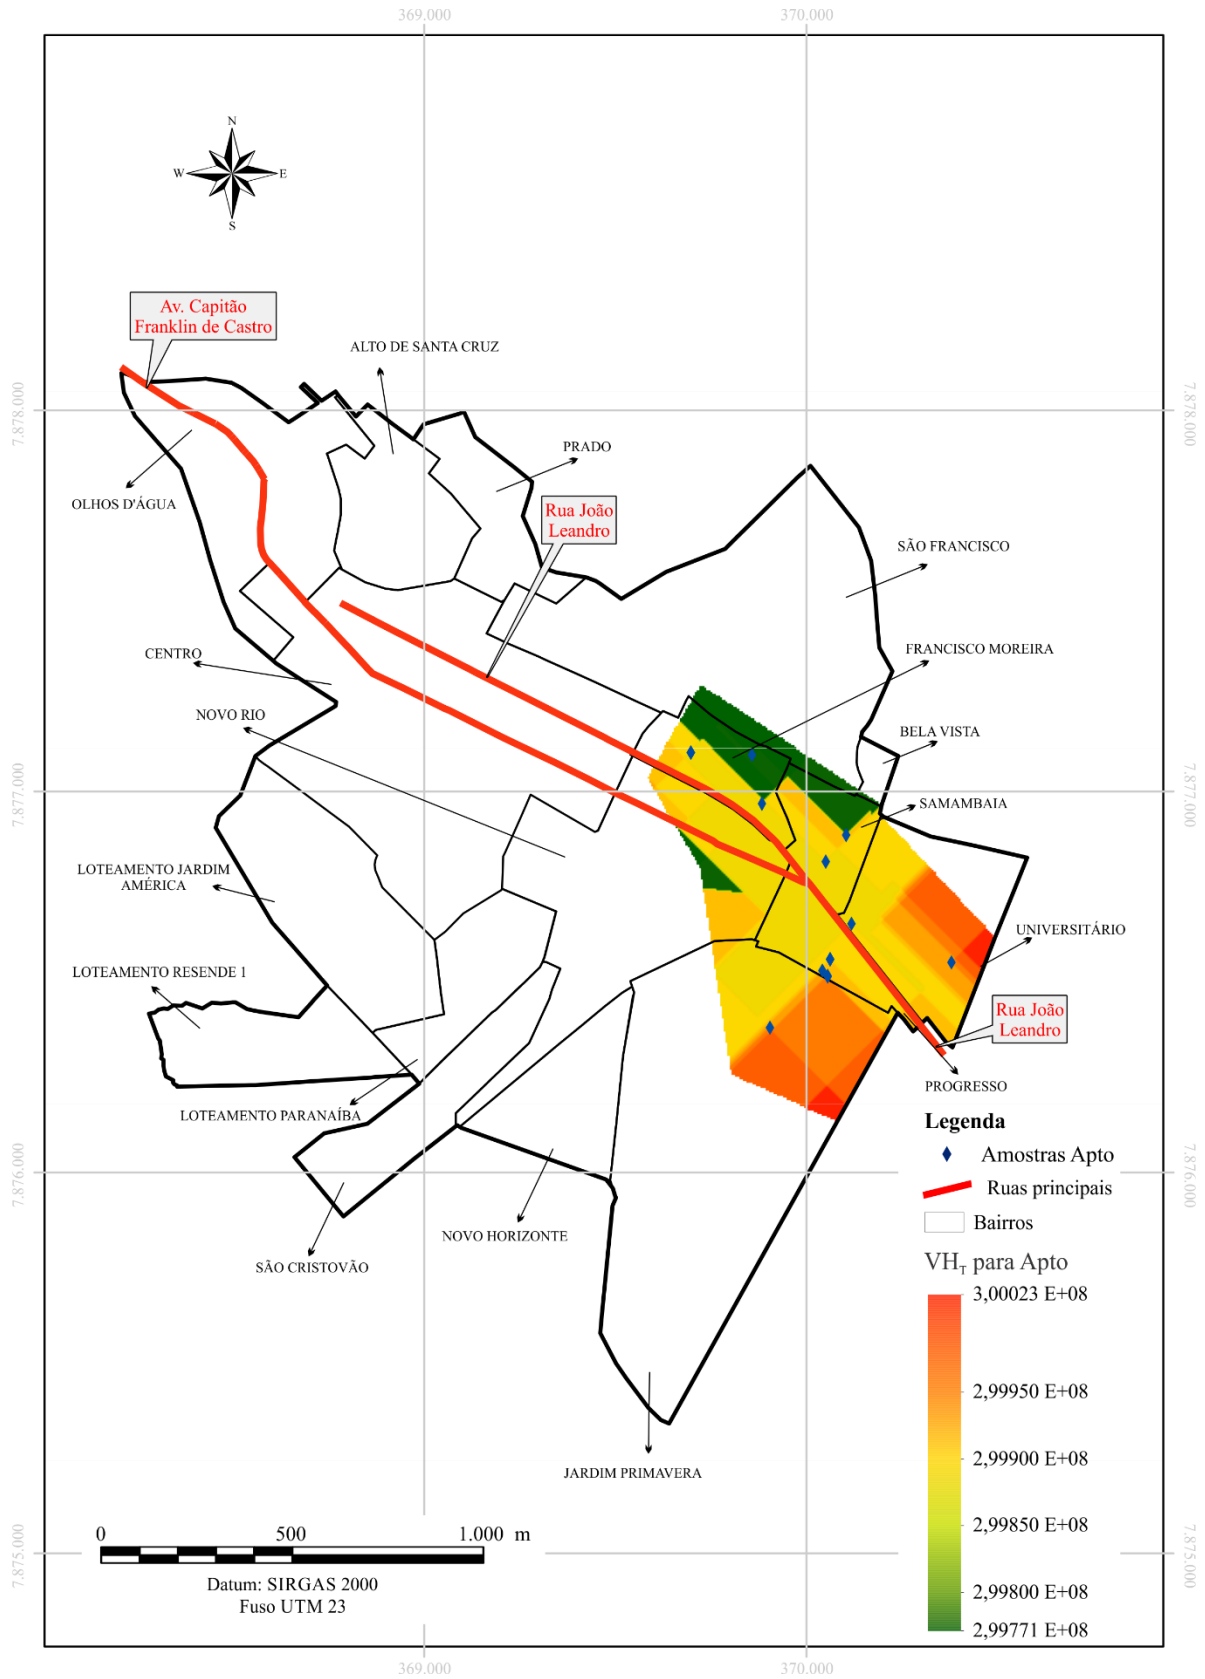 369.000
370.000
N
W
E
S
Av. Capitão
Franklin de Castro
ALTO DE SANTA CRUZ
7.878.000
7.878.000
PRADO
OLHOS D'ÁGUA
Rua João
Leandro
SÃO FRANCISCO
CENTRO
FRANCISCO MOREIRA
NOVO RIO
BELA VISTA
7.877.000
7.877.000
SAMAMBAIA
LOTEAMENTO JARDIM
AMÉRICA
UNIVERSITÁRIO
LOTEAMENTO RESENDE 1
Rua João
Leandro
PROGRESSO
LOTEAMENTO PARANAÍBA
Legenda
Amostras Apto
7.876.000
7.876.000
Ruas principais
Bairros
NOVO HORIZONTE
SÃO CRISTOVÃO
VH_T para Apto
3,00023 E+08
2,99950 E+08
2,99900 E+08
2,99850 E+08
2,99800 E+08
2,99771 E+08
JARDIM PRIMAVERA
0 500 1.000 m
7.875.000
7.875.000
Datum: SIRGAS 2000
Fuso UTM 23
369.000
370.000